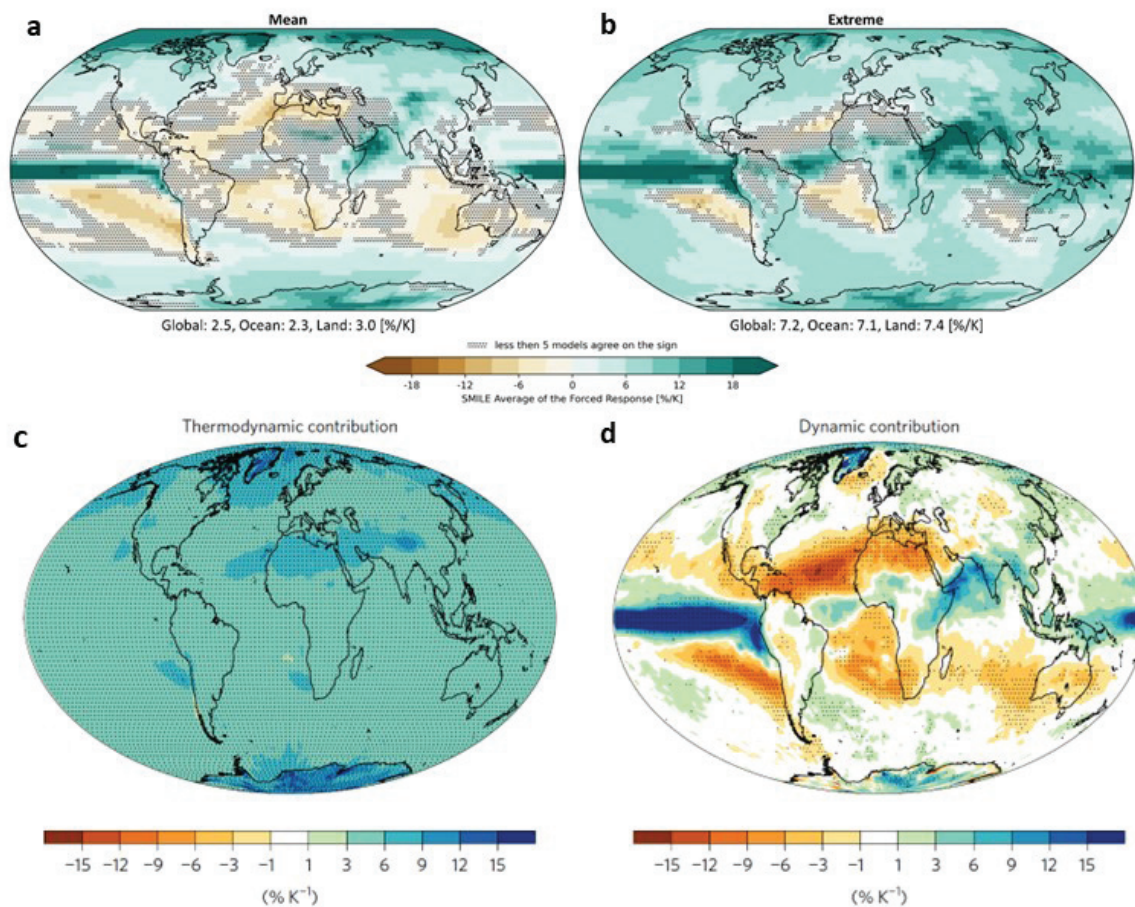 a
Mean
b
Extreme
Global: 2.5, Ocean: 2.3, Land: 3.0 [%/K]
Global: 7.2, Ocean: 7.1, Land: 7.4 [%/K]
less then 5 models agree on the sign
-18 -12 -6 0 6 12 18
SMILE Average of the Forced Response [%/K]
c
Thermodynamic contribution
d
Dynamic contribution
−15 −12 −9 −6 −3 −1 1 3 6 9 12 15
(% K⁻¹)
−15 −12 −9 −6 −3 −1 1 3 6 9 12 15
(% K⁻¹)